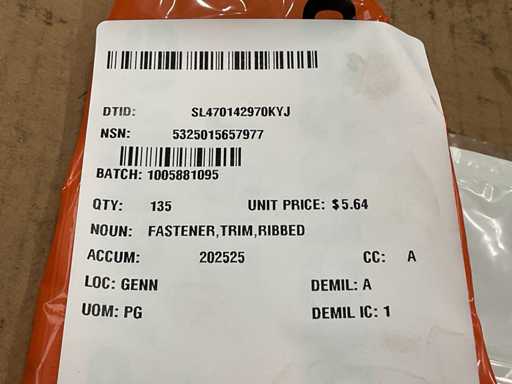 DTID: SL470142970KYJ
NSN: 5325015657977
BATCH: 1005881095
QTY: 135 UNIT PRICE: $5.64
NOUN: FASTENER,TRIM,RIBBED
ACCUM: 202525 CC: A
LOC: GENN DEMIL: A
UOM: PG DEMIL IC: 1